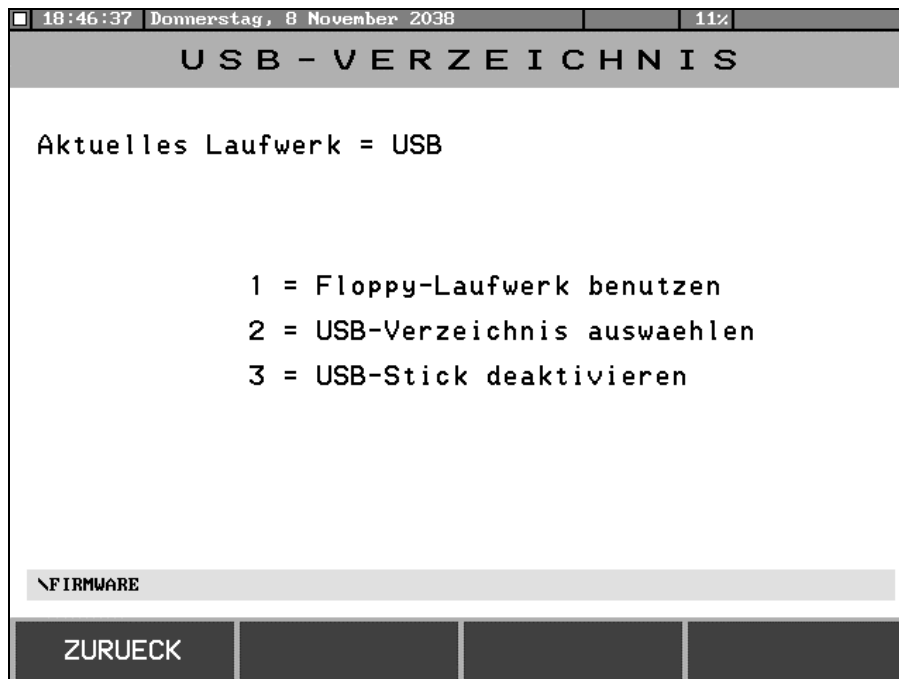 18:46:37 Donnerstag, 8 November 2038 11%
USB-VERZEICHNIS
Aktuelles Laufwerk = USB
1 = Floppy-Laufwerk benutzen
2 = USB-Verzeichnis auswaehlen
3 = USB-Stick deaktivieren
\FIRMWARE
ZURUECK